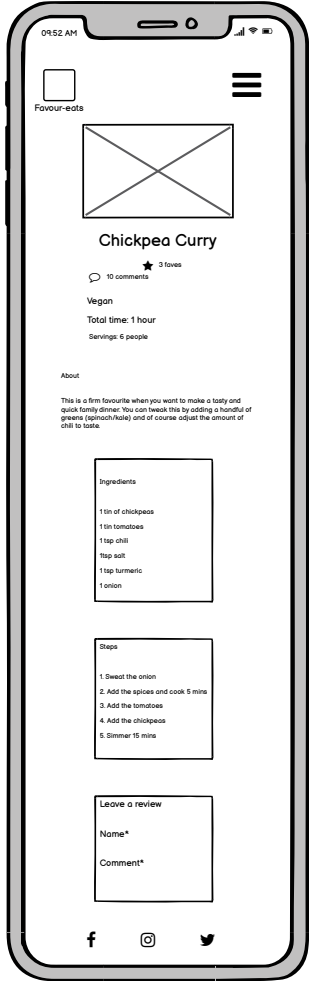 09:52 AM
Favour-eats
Chickpea Curry
3 faves
10 comments
Vegan
Total time: 1 hour
Servings: 6 people
About
This is a firm favourite when you want to make a tasty and
quick family dinner. You can tweak this by adding a handful of
greens (spinach/kale) and of course adjust the amount of
chili to taste.
Ingredients
1 tin of chickpeas
1 tin tomatoes
1 tsp chili
1tsp salt
1 tsp turmeric
1 onion
Steps
1. Sweat the onion
2. Add the spices and cook 5 mins
3. Add the tomatoes
4. Add the chickpeas
5. Simmer 15 mins
Leave a review
Name*
Comment*